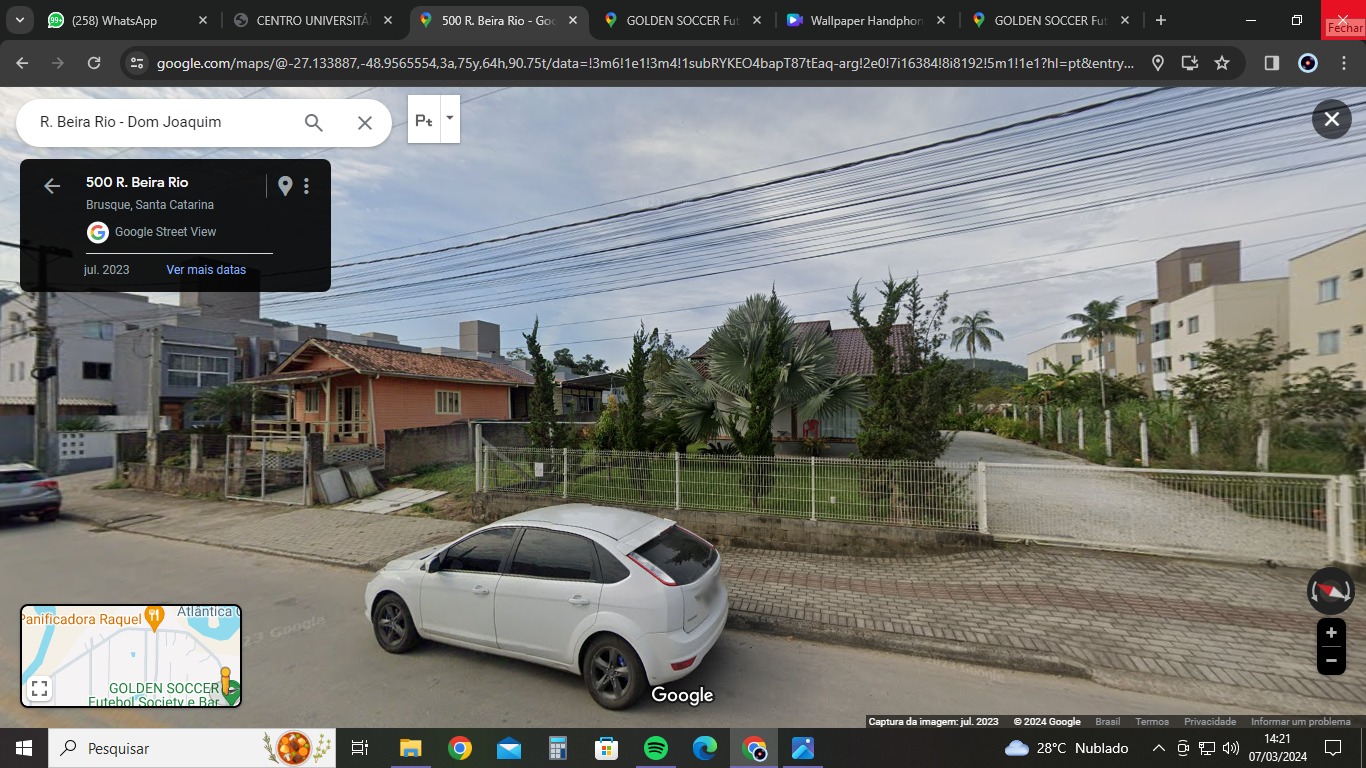 (258) WhatsApp
CENTRO UNIVERSITÁ
500 R. Beira Rio - Goo
GOLDEN SOCCER Fut
Wallpaper Handphon
GOLDEN SOCCER Fut
Fechar
google.com/maps/@-27.133887,-48.9565554,3a,75y,64h,90.75t/data=!3m6!1e1!3m4!1subRYKEO4bapT87tEaq-arg!2e0!7i16384!8i8192!5m1!1e1?hl=pt&entry...
R. Beira Rio - Dom Joaquim
500 R. Beira Rio
Brusque, Santa Catarina
Google Street View
jul. 2023 Ver mais datas
Panificadora Raquel
Atlântica
GOLDEN SOCCER
Futebol Society e Bar
23 Google
Google
Captura da imagem: jul. 2023 © 2024 Google Brasil Termos Privacidade Informar um problema
Pesquisar
28°C Nublado
14:21
07/03/2024